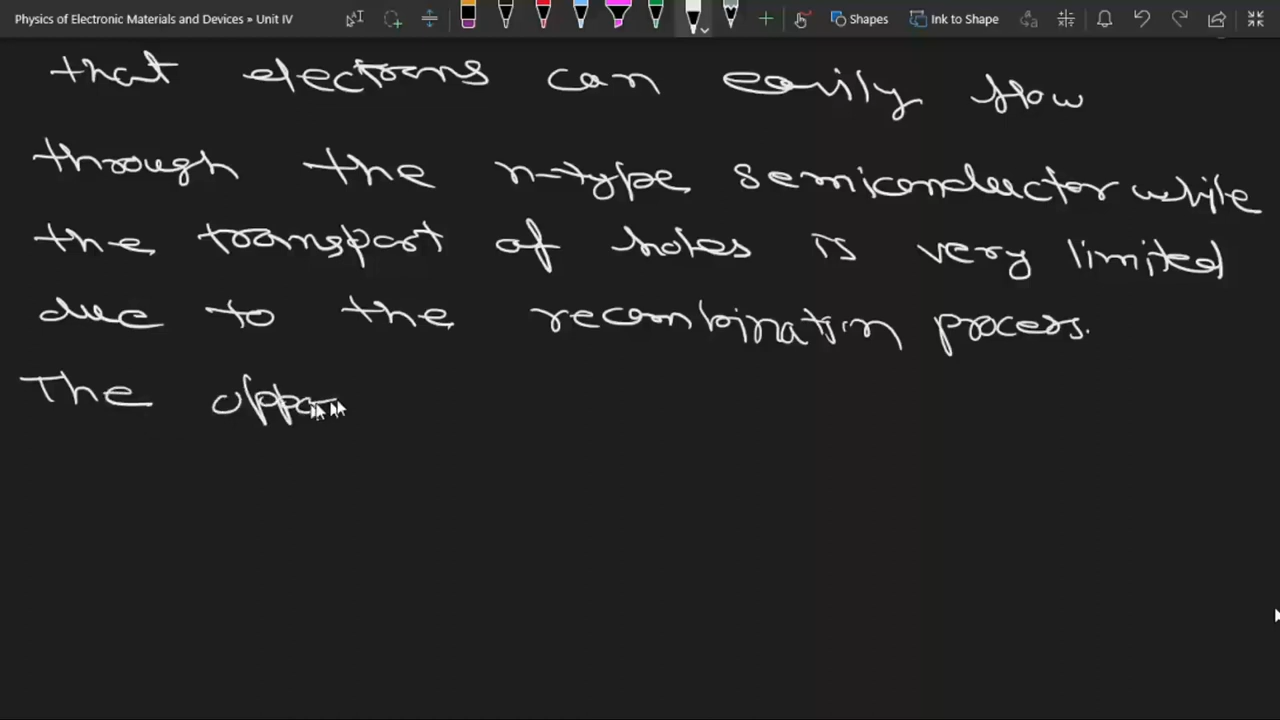 Physics of Electronic Materials and Devices » Unit IV
Shapes
Ink to Shape
that electrons can easily flow
through the n-type semiconductor while
the transport of holes is very limited
due to the recombination process.
The oppo